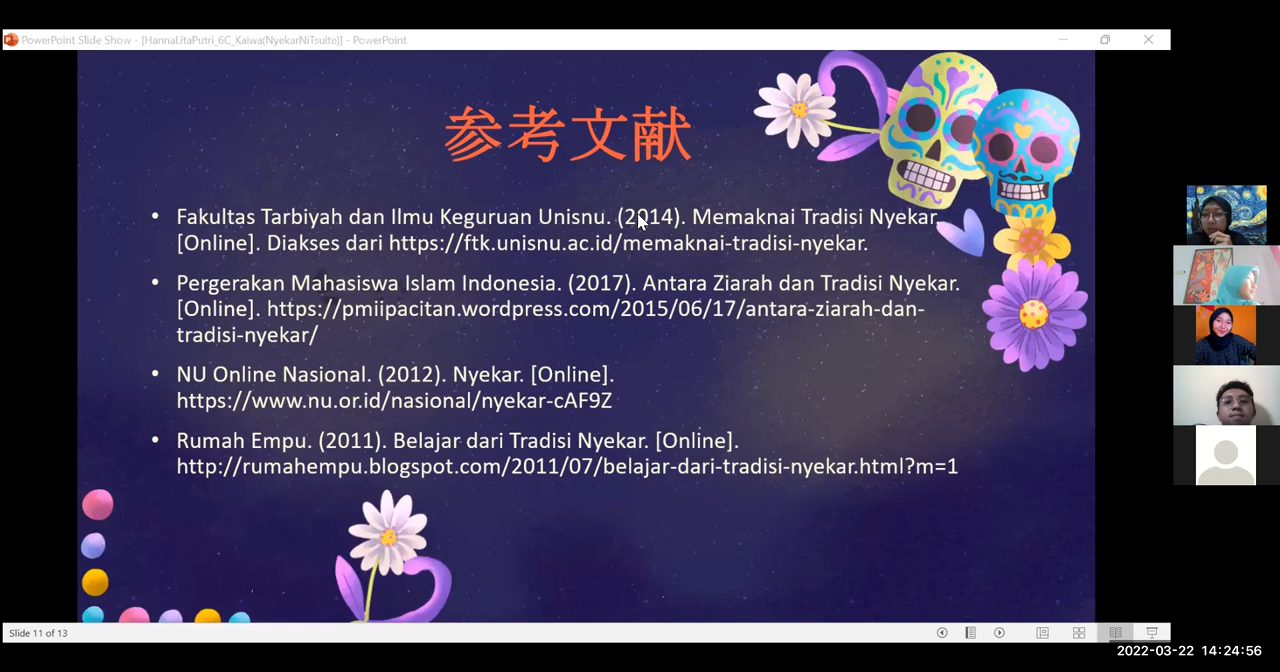 PowerPoint Slide Show - [HannaLitaPutri_6C_Kaiwa(NyekarNiTsuite)] - PowerPoint
参考文献
• Fakultas Tarbiyah dan Ilmu Keguruan Unisnu. (2014). Memaknai Tradisi Nyekar.
[Online]. Diakses dari https://ftk.unisnu.ac.id/memaknai-tradisi-nyekar.
• Pergerakan Mahasiswa Islam Indonesia. (2017). Antara Ziarah dan Tradisi Nyekar.
[Online]. https://pmiipacitan.wordpress.com/2015/06/17/antara-ziarah-dan-
tradisi-nyekar/
• NU Online Nasional. (2012). Nyekar. [Online].
https://www.nu.or.id/nasional/nyekar-cAF9Z
• Rumah Empu. (2011). Belajar dari Tradisi Nyekar. [Online].
http://rumahempu.blogspot.com/2011/07/belajar-dari-tradisi-nyekar.html?m=1
Slide 11 of 13
2022-03-22 14:24:56